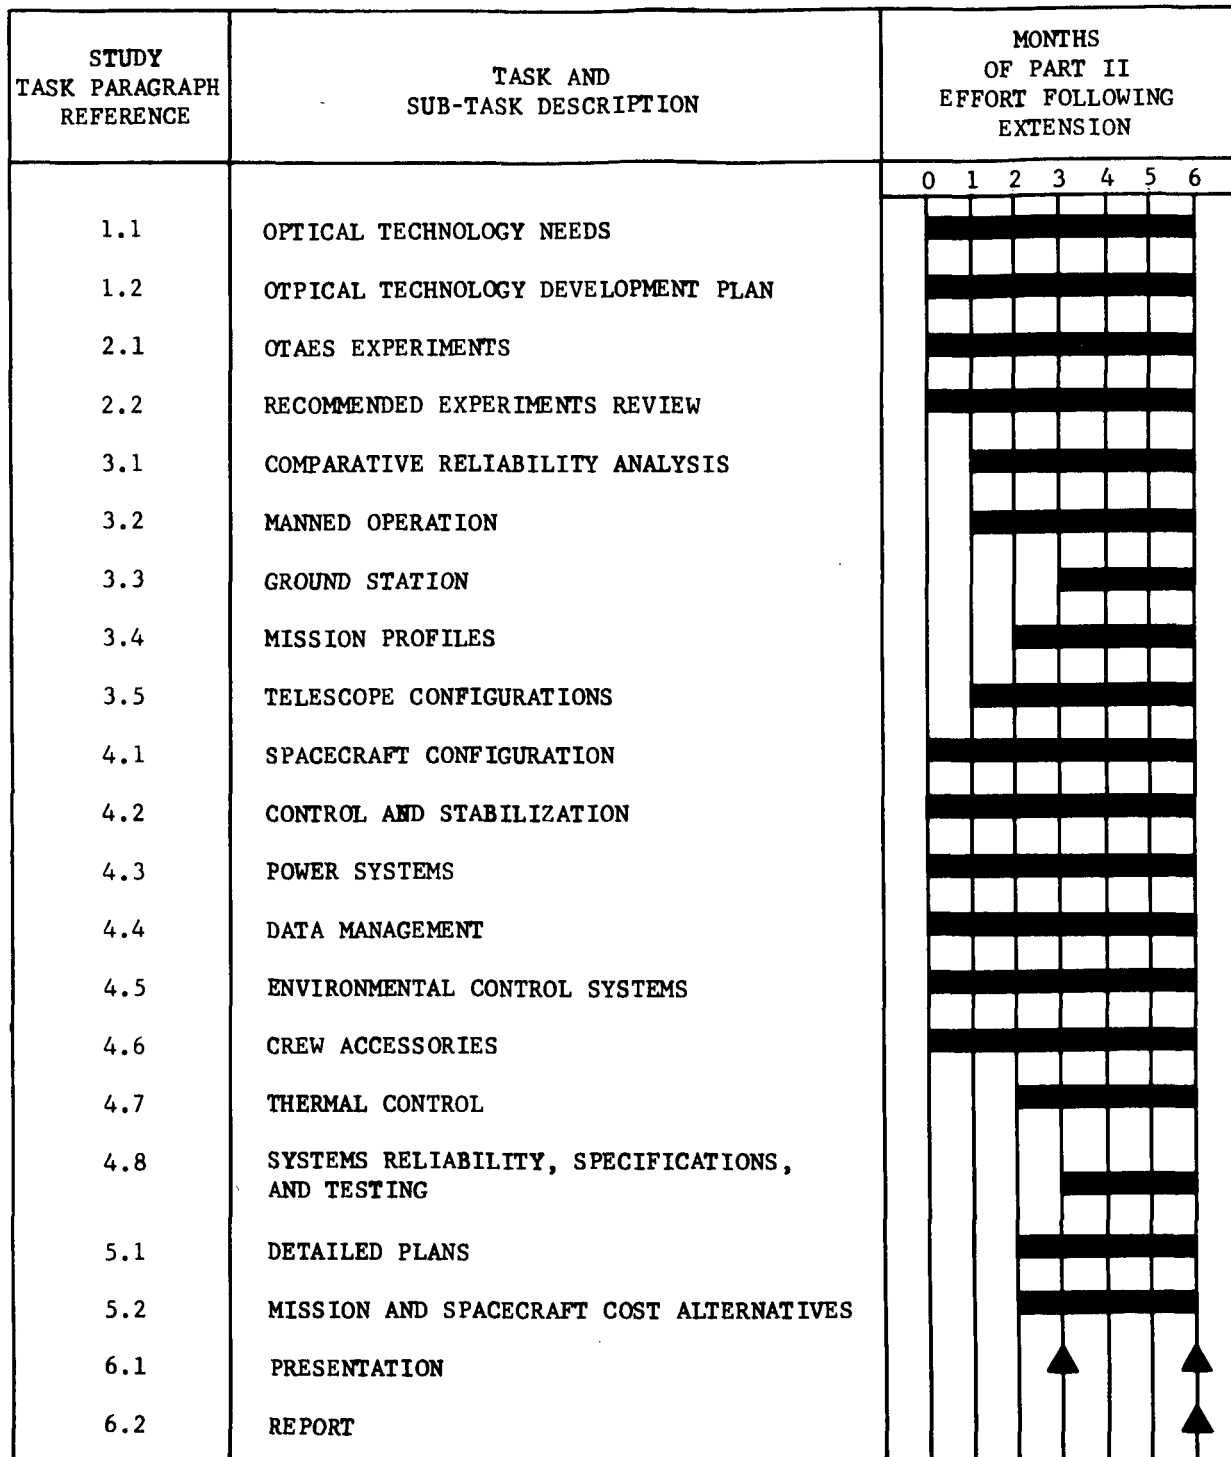 STUDY
TASK PARAGRAPH
REFERENCE
TASK AND
SUB-TASK DESCRIPTION
MONTHS
OF PART II
EFFORT FOLLOWING
EXTENSION
0 1 2 3 4 5 6
1.1 OPTICAL TECHNOLOGY NEEDS
1.2 OTPICAL TECHNOLOGY DEVELOPMENT PLAN
2.1 OTAES EXPERIMENTS
2.2 RECOMMENDED EXPERIMENTS REVIEW
3.1 COMPARATIVE RELIABILITY ANALYSIS
3.2 MANNED OPERATION
3.3 GROUND STATION
3.4 MISSION PROFILES
3.5 TELESCOPE CONFIGURATIONS
4.1 SPACECRAFT CONFIGURATION
4.2 CONTROL AND STABILIZATION
4.3 POWER SYSTEMS
4.4 DATA MANAGEMENT
4.5 ENVIRONMENTAL CONTROL SYSTEMS
4.6 CREW ACCESSORIES
4.7 THERMAL CONTROL
4.8 SYSTEMS RELIABILITY, SPECIFICATIONS,
AND TESTING
5.1 DETAILED PLANS
5.2 MISSION AND SPACECRAFT COST ALTERNATIVES
6.1 PRESENTATION
6.2 REPORT